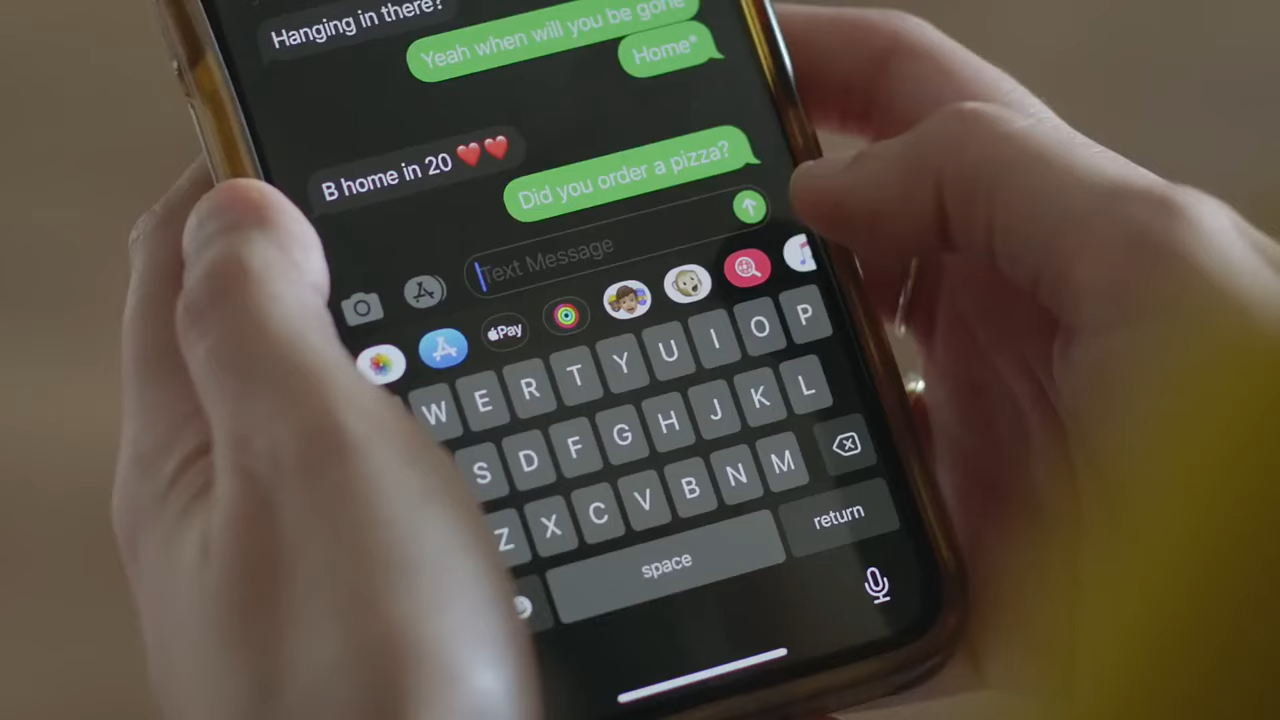 Hanging in there?
Yeah when will you be gone
Home*
B home in 20 ❤️❤️
Did you order a pizza?
Text Message
Pay
W E R T Y U I O P
S D F G H J K L
Z X C V B N M
space return